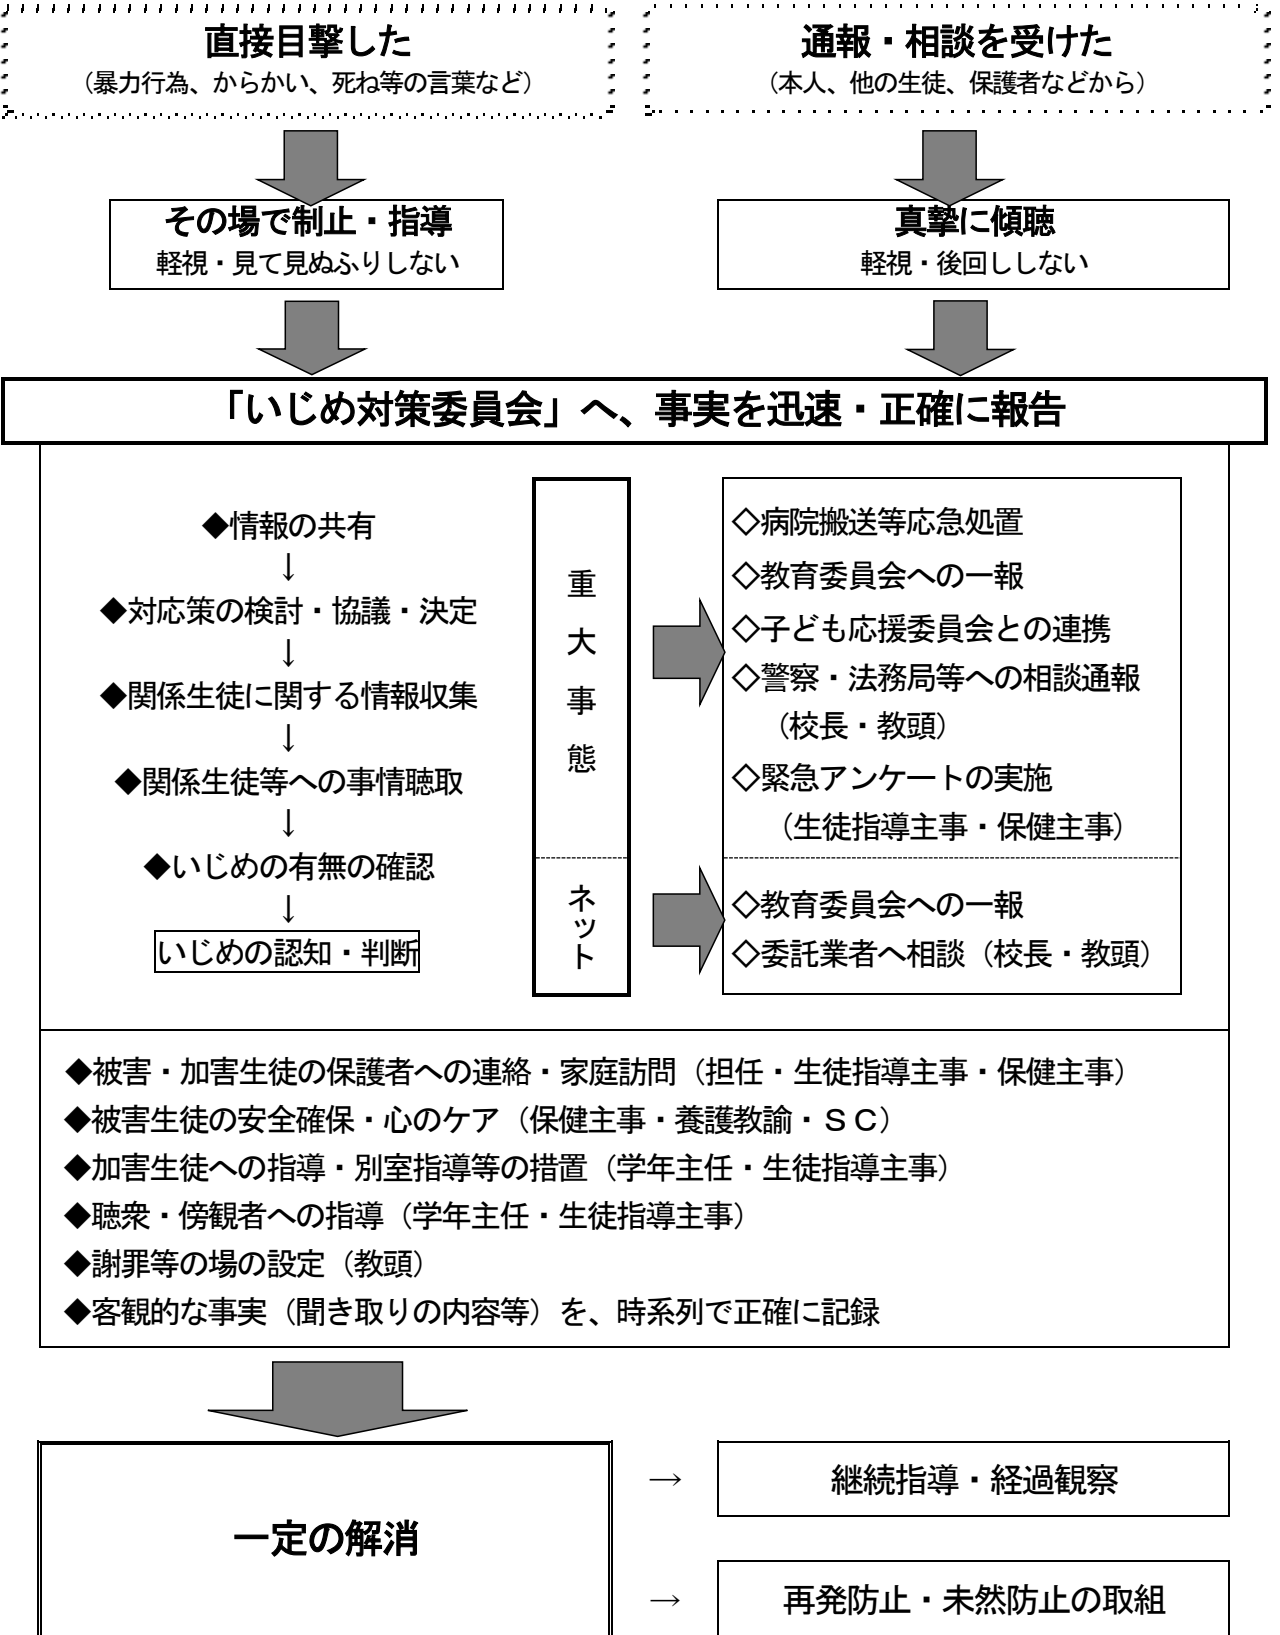 直接目撃した
（暴力行為、からかい、死ね等の言葉など）
通報・相談を受けた
（本人、他の生徒、保護者などから）
その場で制止・指導
軽視・見て見ぬふりしない
真摯に傾聴
軽視・後回ししない
「いじめ対策委員会」へ、事実を迅速・正確に報告
◆情報の共有
↓
◆対応策の検討・協議・決定
↓
◆関係生徒に関する情報収集
↓
◆関係生徒等への事情聴取
↓
◆いじめの有無の確認
↓
いじめの認知・判断
重大事態
◇病院搬送等応急処置
◇教育委員会への一報
◇子ども応援委員会との連携
◇警察・法務局等への相談通報
（校長・教頭）
◇緊急アンケートの実施
（生徒指導主事・保健主事）
ネット
◇教育委員会への一報
◇委託業者へ相談（校長・教頭）
◆被害・加害生徒の保護者への連絡・家庭訪問（担任・生徒指導主事・保健主事）
◆被害生徒の安全確保・心のケア（保健主事・養護教諭・ＳＣ）
◆加害生徒への指導・別室指導等の措置（学年主任・生徒指導主事）
◆聴衆・傍観者への指導（学年主任・生徒指導主事）
◆謝罪等の場の設定（教頭）
◆客観的な事実（聞き取りの内容等）を、時系列で正確に記録
一定の解消
→
継続指導・経過観察
→
再発防止・未然防止の取組